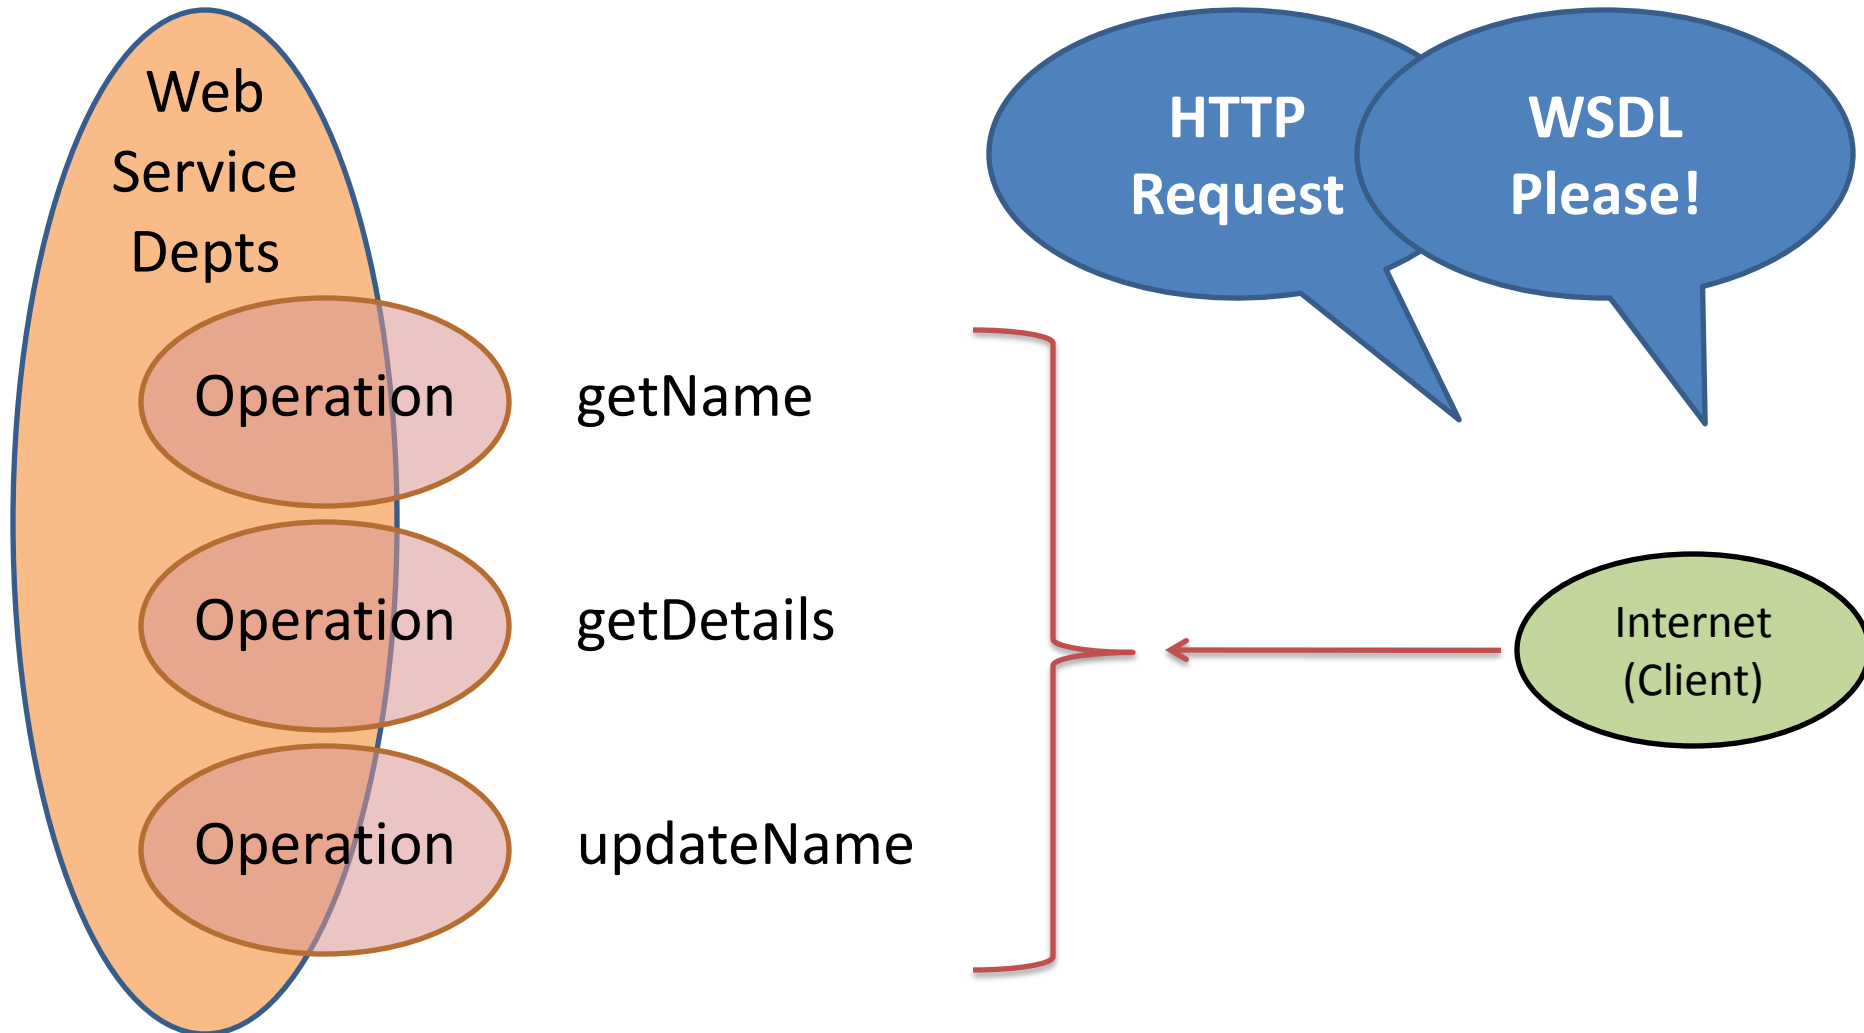 Web
Service
Depts
HTTP
Request
WSDL
Please!
Operation
getName
Operation
getDetails
Operation
updateName
Internet
(Client)